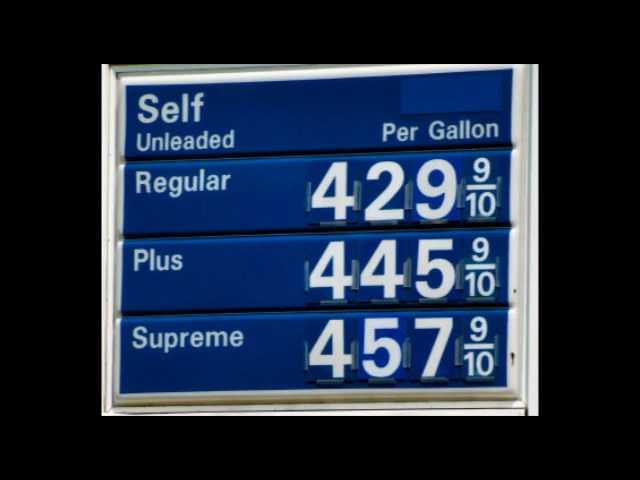 Self
Unleaded Per Gallon
Regular 429 9/10
Plus 445 9/10
Supreme 457 9/10